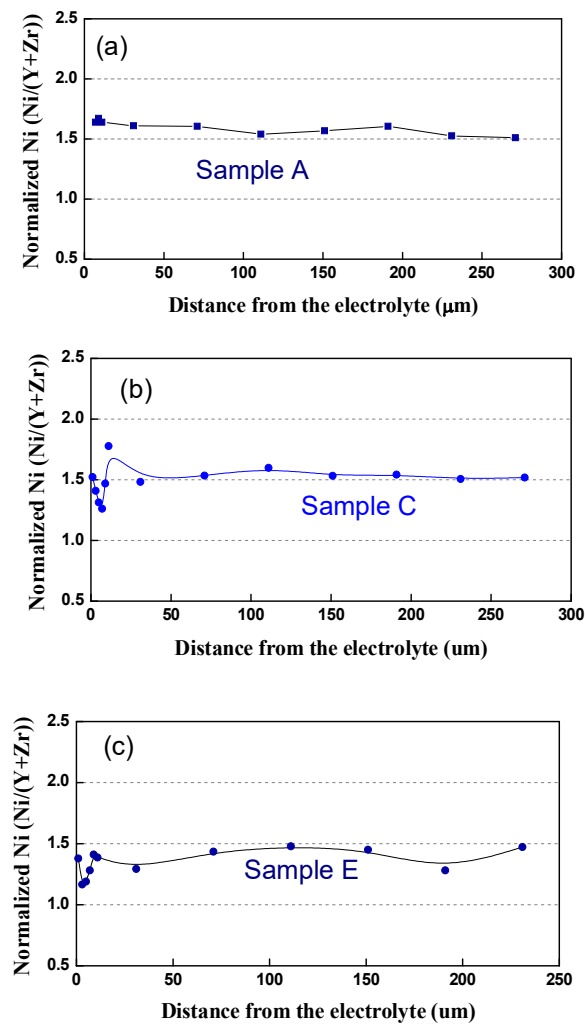 (a)
Normalized Ni (Ni/(Y+Zr))
2.5
2.0
1.5
1.0
0.5
Sample A
0 50 100 150 200 250 300
Distance from the electrolyte (μm)
(b)
Normalized Ni (Ni/(Y+Zr))
2.5
2.0
1.5
1.0
0.5
Sample C
0 50 100 150 200 250 300
Distance from the electrolyte (um)
(c)
Normalized Ni (Ni/(Y+Zr))
2.5
2.0
1.5
1.0
0.5
Sample E
0 50 100 150 200 250
Distance from the electrolyte (um)